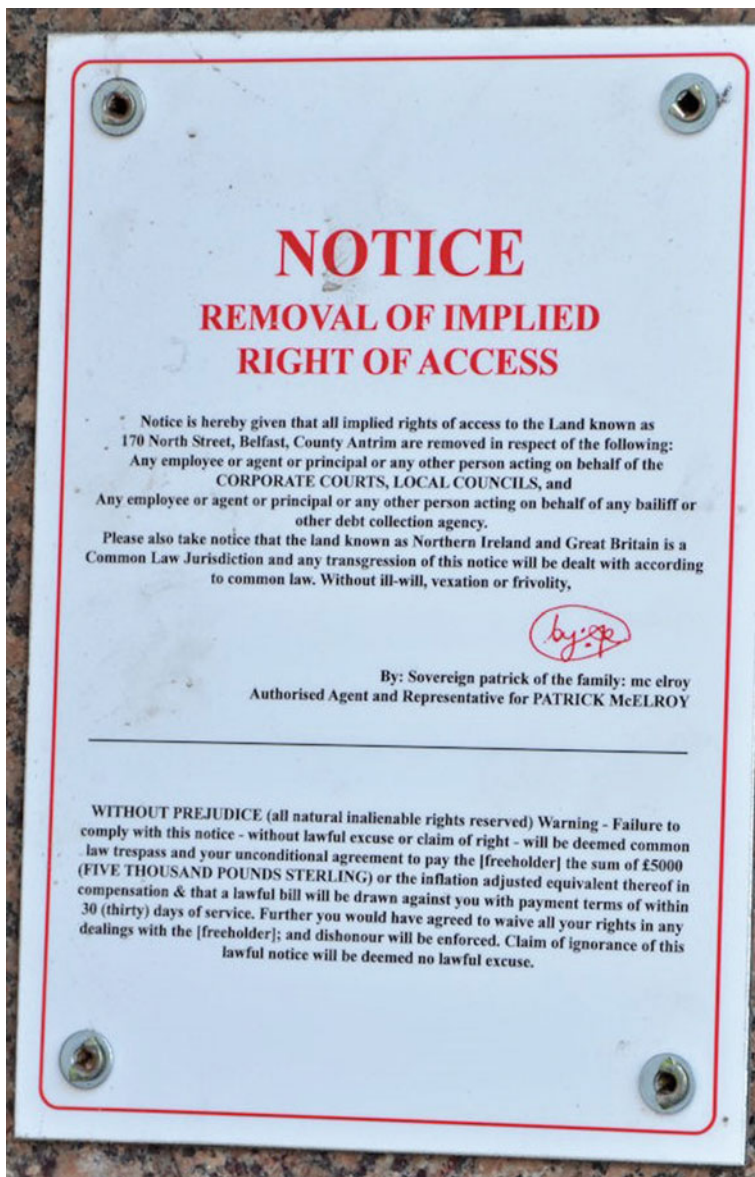 NOTICE
REMOVAL OF IMPLIED
RIGHT OF ACCESS
Notice is hereby given that all implied rights of access to the Land known as
170 North Street, Belfast, County Antrim are removed in respect of the following:
Any employee or agent or principal or any other person acting on behalf of the
CORPORATE COURTS, LOCAL COUNCILS, and
Any employee or agent or principal or any other person acting on behalf of any bailiff or
other debt collection agency.
Please also take notice that the land known as Northern Ireland and Great Britain is a
Common Law Jurisdiction and any transgression of this notice will be dealt with according
to common law. Without ill-will, vexation or frivolity,
By: Sovereign patrick of the family: mc elroy
Authorised Agent and Representative for PATRICK McELROY
WITHOUT PREJUDICE (all natural inalienable rights reserved) Warning - Failure to
comply with this notice - without lawful excuse or claim of right - will be deemed common
law trespass and your unconditional agreement to pay the [freeholder] the sum of £5000
(FIVE THOUSAND POUNDS STERLING) or the inflation adjusted equivalent thereof in
compensation & that a lawful bill will be drawn against you with payment terms of within
30 (thirty) days of service. Further you would have agreed to waive all your rights in any
dealings with the [freeholder]; and dishonour will be enforced. Claim of ignorance of this
lawful notice will be deemed no lawful excuse.